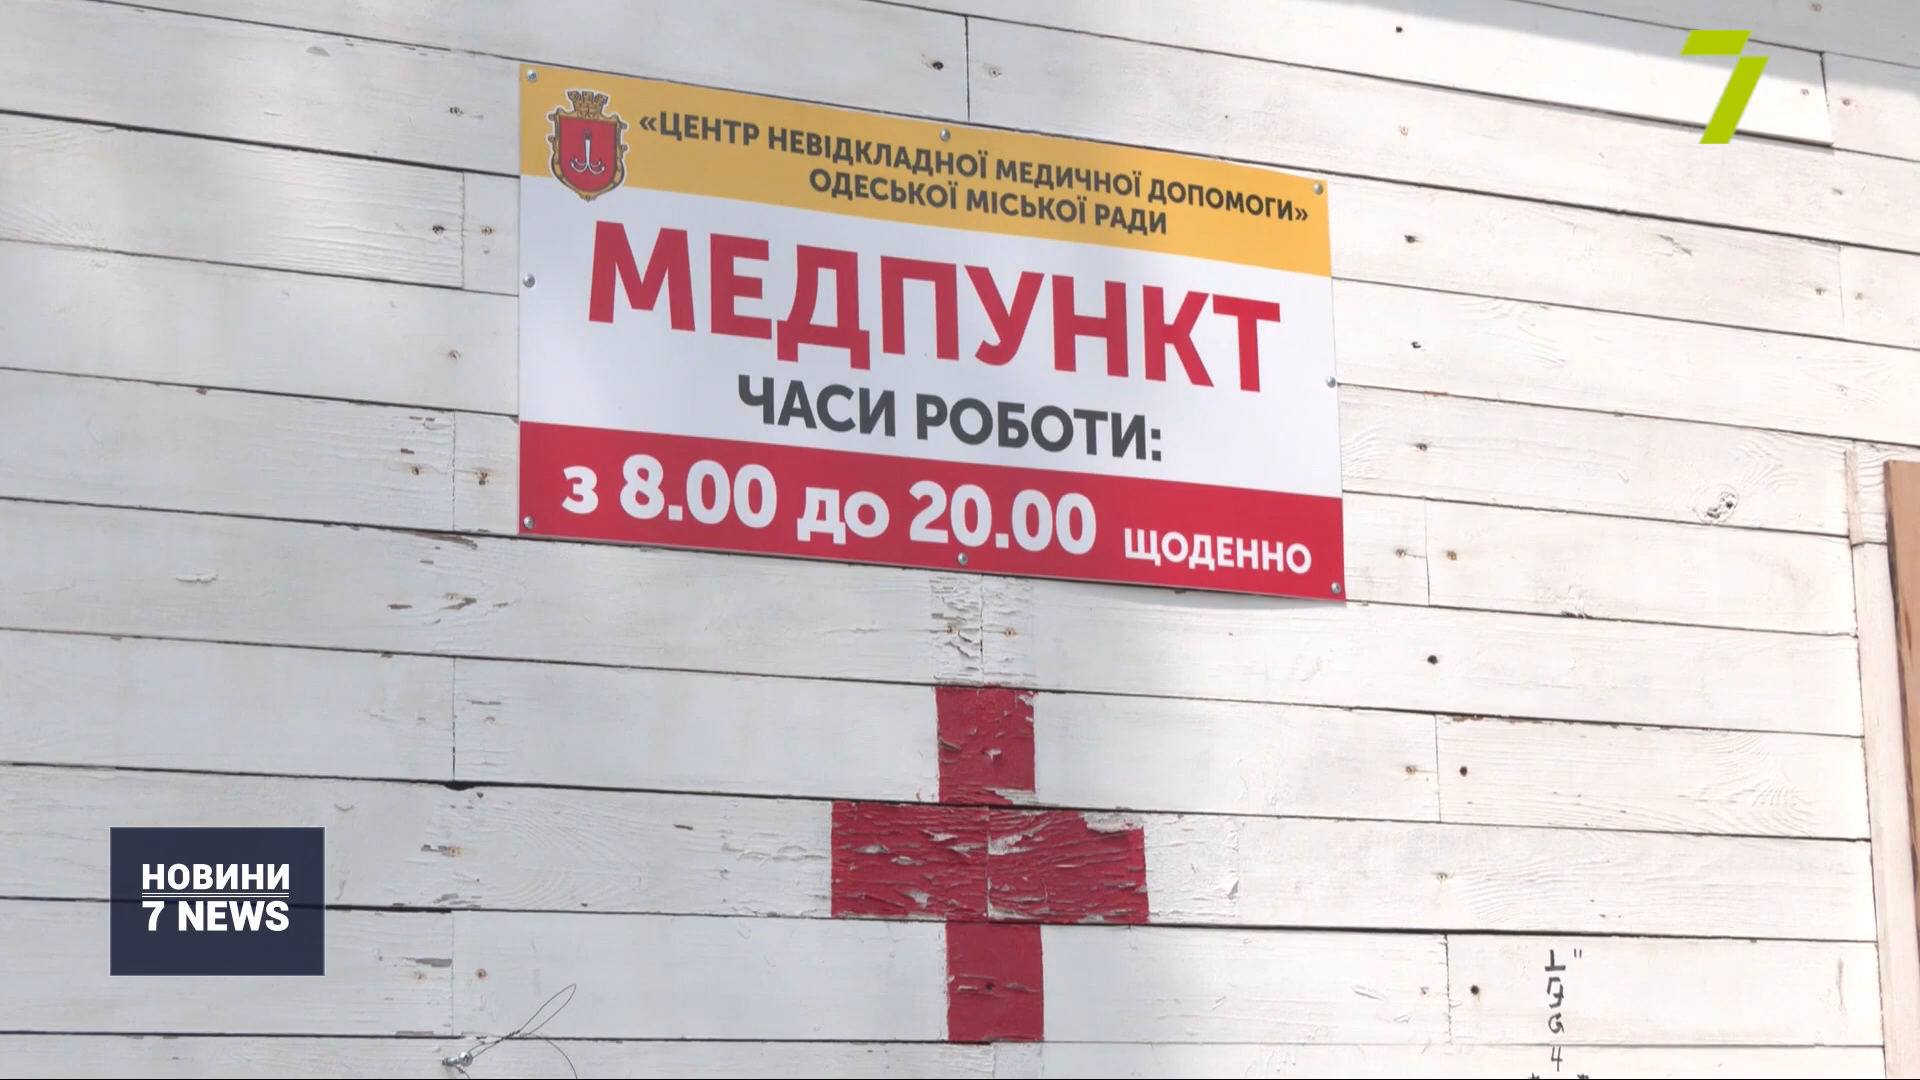 7
«ЦЕНТР НЕВІДКЛАДНОЇ МЕДИЧНОЇ ДОПОМОГИ»
ОДЕСЬКОЇ МІСЬКОЇ РАДИ
МЕДПУНКТ
ЧАСИ РОБОТИ:
з 8.00 до 20.00 ЩОДЕННО
НОВИНИ
7 NEWS